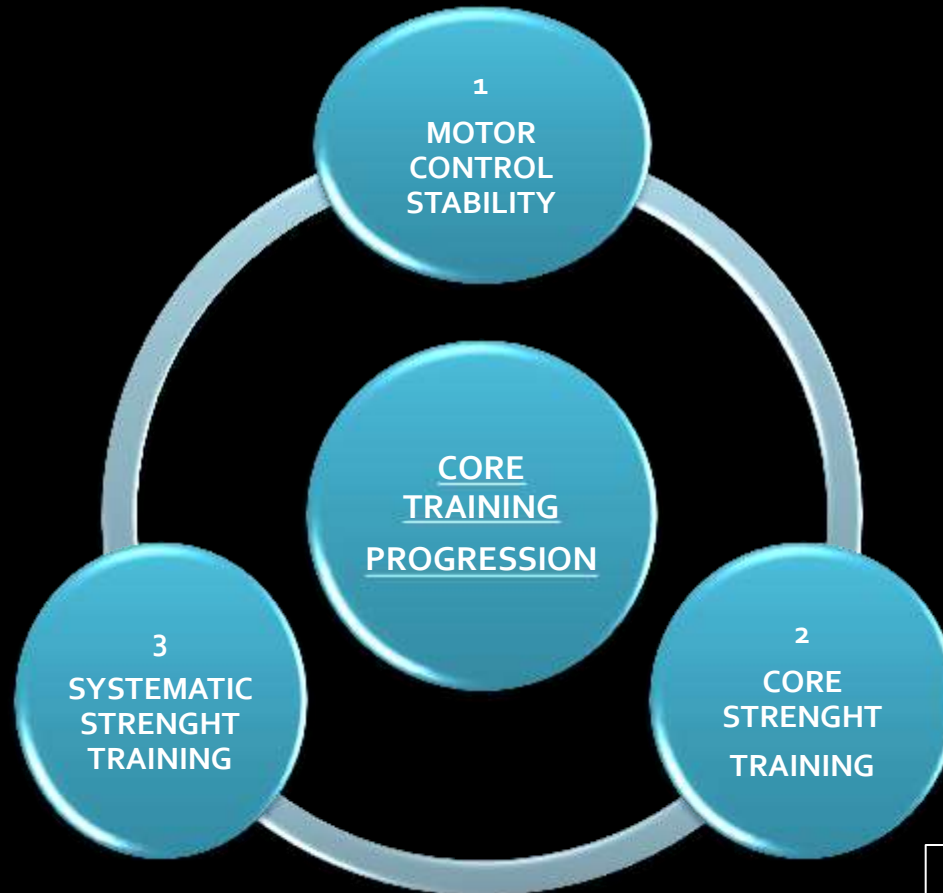 1
MOTOR
CONTROL
STABILITY
CORE
TRAINING
PROGRESSION
3
SYSTEMATIC
STRENGHT
TRAINING
2
CORE
STRENGHT
TRAINING